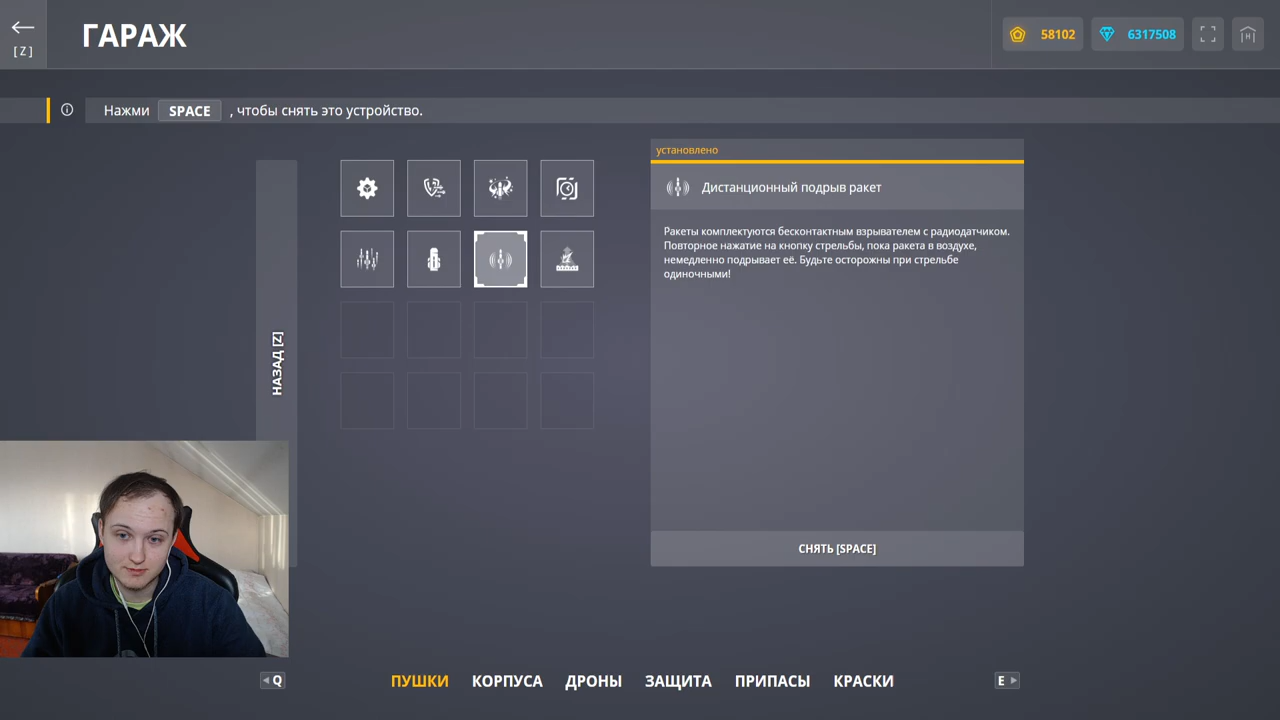 [Z]
ГАРАЖ
58102
6317508
Нажми SPACE , чтобы снять это устройство.
установлено
Дистанционный подрыв ракет
Ракеты комплектуются бесконтактным взрывателем с радиодатчиком.
Повторное нажатие на кнопку стрельбы, пока ракета в воздухе,
немедленно подрывает её. Будьте осторожны при стрельбе
одиночными!
НАЗАД [Z]
СНЯТЬ [SPACE]
Q ПУШКИ КОРПУСА ДРОНЫ ЗАЩИТА ПРИПАСЫ КРАСКИ E